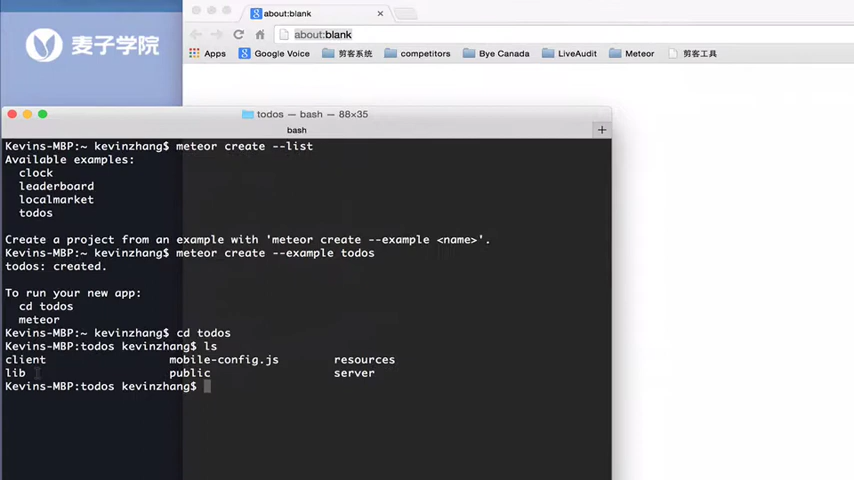 麦子学院
about:blank
about:blank
Apps Google Voice 剪客系统 competitors Bye Canada LiveAudit Meteor 剪客工具
todos — bash — 88×35
bash
Kevins-MBP:~ kevinzhang$ meteor create --list
Available examples:
clock
leaderboard
localmarket
todos
Create a project from an example with 'meteor create --example <name>'.
Kevins-MBP:~ kevinzhang$ meteor create --example todos
todos: created.
To run your new app:
cd todos
meteor
Kevins-MBP:~ kevinzhang$ cd todos
Kevins-MBP:todos kevinzhang$ ls
client mobile-config.js resources
lib public server
Kevins-MBP:todos kevinzhang$